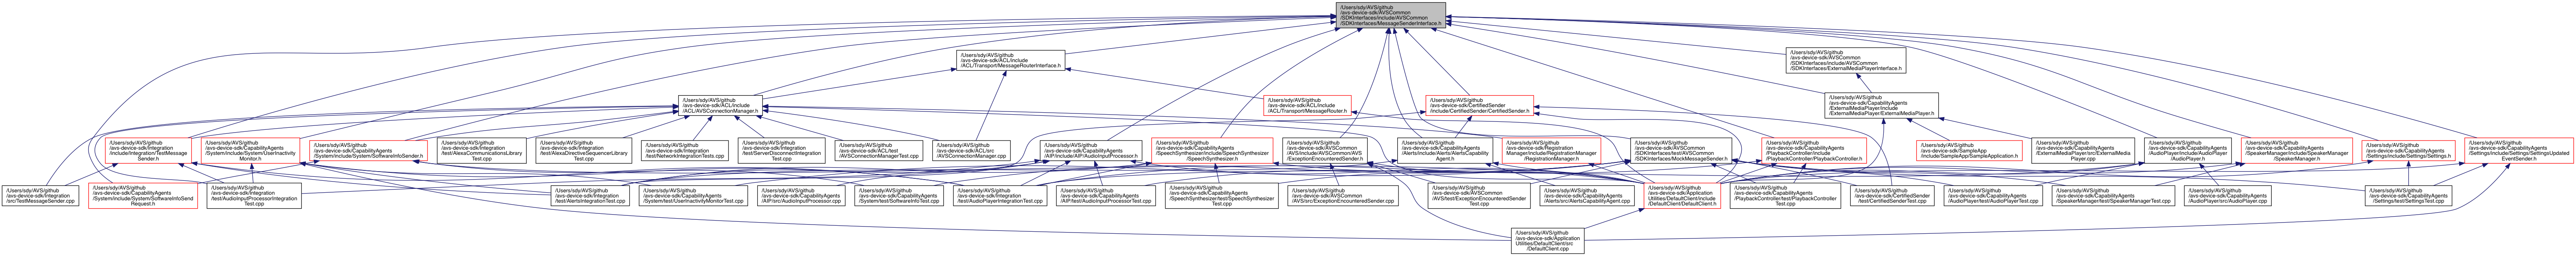 /Users/sdy/AVS/github
/avs-device-sdk/AVSCommon
/SDKInterfaces/include/AVSCommon
/SDKInterfaces/MessageSenderInterface.h
/Users/sdy/AVS/github
/avs-device-sdk/ACL/include
/ACL/Transport/MessageRouterInterface.h
/Users/sdy/AVS/github
/avs-device-sdk/AVSCommon
/SDKInterfaces/include/AVSCommon
/SDKInterfaces/ExternalMediaPlayerInterface.h
/Users/sdy/AVS/github
/avs-device-sdk/ACL/include
/ACL/AVSConnectionManager.h
/Users/sdy/AVS/github
/avs-device-sdk/ACL/include
/ACL/Transport/MessageRouter.h
/Users/sdy/AVS/github
/avs-device-sdk/CertifiedSender
/include/CertifiedSender/CertifiedSender.h
/Users/sdy/AVS/github
/avs-device-sdk/CapabilityAgents
/ExternalMediaPlayer/include
/ExternalMediaPlayer/ExternalMediaPlayer.h
/Users/sdy/AVS/github
/avs-device-sdk/Integration
/include/Integration/TestMessage
Sender.h
/Users/sdy/AVS/github
/avs-device-sdk/CapabilityAgents
/System/include/System/UserInactivity
Monitor.h
/Users/sdy/AVS/github
/avs-device-sdk/CapabilityAgents
/System/include/System/SoftwareInfoSender.h
/Users/sdy/AVS/github
/avs-device-sdk/Integration
/test/AlexaCommunicationsLibrary
Test.cpp
/Users/sdy/AVS/github
/avs-device-sdk/Integration
/test/AlexaDirectiveSequencerLibrary
Test.cpp
/Users/sdy/AVS/github
/avs-device-sdk/Integration
/test/NetworkIntegrationTests.cpp
/Users/sdy/AVS/github
/avs-device-sdk/Integration
/test/ServerDisconnectIntegration
Test.cpp
/Users/sdy/AVS/github
/avs-device-sdk/ACL/test
/AVSConnectionManagerTest.cpp
/Users/sdy/AVS/github
/avs-device-sdk/ACL/src
/AVSConnectionManager.cpp
/Users/sdy/AVS/github
/avs-device-sdk/CapabilityAgents
/AIP/include/AIP/AudioInputProcessor.h
/Users/sdy/AVS/github
/avs-device-sdk/CapabilityAgents
/SpeechSynthesizer/include/SpeechSynthesizer
/SpeechSynthesizer.h
/Users/sdy/AVS/github
/avs-device-sdk/AVSCommon
/AVS/include/AVSCommon/AVS
/ExceptionEncounteredSender.h
/Users/sdy/AVS/github
/avs-device-sdk/CapabilityAgents
/Alerts/include/Alerts/AlertsCapability
Agent.h
/Users/sdy/AVS/github
/avs-device-sdk/Registration
Manager/include/RegistrationManager
/RegistrationManager.h
/Users/sdy/AVS/github
/avs-device-sdk/AVSCommon
/SDKInterfaces/test/AVSCommon
/SDKInterfaces/MockMessageSender.h
/Users/sdy/AVS/github
/avs-device-sdk/CapabilityAgents
/PlaybackController/include
/PlaybackController/PlaybackController.h
/Users/sdy/AVS/github
/avs-device-sdk/SampleApp
/include/SampleApp/SampleApplication.h
/Users/sdy/AVS/github
/avs-device-sdk/CapabilityAgents
/ExternalMediaPlayer/src/ExternalMedia
Player.cpp
/Users/sdy/AVS/github
/avs-device-sdk/CapabilityAgents
/AudioPlayer/include/AudioPlayer
/AudioPlayer.h
/Users/sdy/AVS/github
/avs-device-sdk/CapabilityAgents
/SpeakerManager/include/SpeakerManager
/SpeakerManager.h
/Users/sdy/AVS/github
/avs-device-sdk/CapabilityAgents
/Settings/include/Settings/Settings.h
/Users/sdy/AVS/github
/avs-device-sdk/CapabilityAgents
/Settings/include/Settings/SettingsUpdated
EventSender.h
/Users/sdy/AVS/github
/avs-device-sdk/Integration
/src/TestMessageSender.cpp
/Users/sdy/AVS/github
/avs-device-sdk/CapabilityAgents
/System/include/System/SoftwareInfoSend
Request.h
/Users/sdy/AVS/github
/avs-device-sdk/Integration
/test/AudioInputProcessorIntegration
Test.cpp
/Users/sdy/AVS/github
/avs-device-sdk/Integration
/test/AlertsIntegrationTest.cpp
/Users/sdy/AVS/github
/avs-device-sdk/CapabilityAgents
/System/test/UserInactivityMonitorTest.cpp
/Users/sdy/AVS/github
/avs-device-sdk/CapabilityAgents
/AIP/src/AudioInputProcessor.cpp
/Users/sdy/AVS/github
/avs-device-sdk/CapabilityAgents
/System/test/SoftwareInfoTest.cpp
/Users/sdy/AVS/github
/avs-device-sdk/Integration
/test/AudioPlayerIntegrationTest.cpp
/Users/sdy/AVS/github
/avs-device-sdk/CapabilityAgents
/AIP/test/AudioInputProcessorTest.cpp
/Users/sdy/AVS/github
/avs-device-sdk/CapabilityAgents
/SpeechSynthesizer/test/SpeechSynthesizer
Test.cpp
/Users/sdy/AVS/github
/avs-device-sdk/AVSCommon
/AVS/src/ExceptionEncounteredSender.cpp
/Users/sdy/AVS/github
/avs-device-sdk/AVSCommon
/AVS/test/ExceptionEncounteredSender
Test.cpp
/Users/sdy/AVS/github
/avs-device-sdk/CapabilityAgents
/Alerts/src/AlertsCapabilityAgent.cpp
/Users/sdy/AVS/github
/avs-device-sdk/Application
Utilities/DefaultClient/include
/DefaultClient/DefaultClient.h
/Users/sdy/AVS/github
/avs-device-sdk/CapabilityAgents
/PlaybackController/test/PlaybackController
Test.cpp
/Users/sdy/AVS/github
/avs-device-sdk/CertifiedSender
/test/CertifiedSenderTest.cpp
/Users/sdy/AVS/github
/avs-device-sdk/CapabilityAgents
/AudioPlayer/test/AudioPlayerTest.cpp
/Users/sdy/AVS/github
/avs-device-sdk/CapabilityAgents
/SpeakerManager/test/SpeakerManagerTest.cpp
/Users/sdy/AVS/github
/avs-device-sdk/CapabilityAgents
/AudioPlayer/src/AudioPlayer.cpp
/Users/sdy/AVS/github
/avs-device-sdk/CapabilityAgents
/Settings/test/SettingsTest.cpp
/Users/sdy/AVS/github
/avs-device-sdk/Application
Utilities/DefaultClient/src
/DefaultClient.cpp